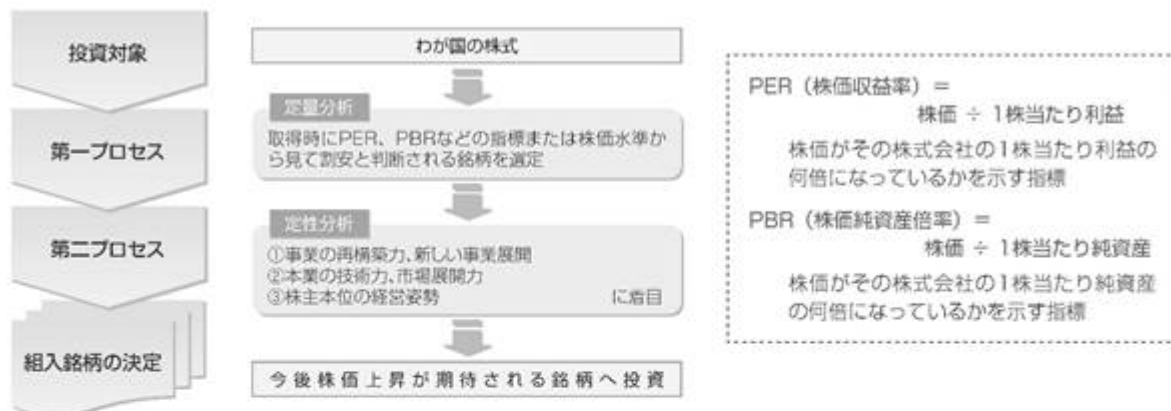 投資対象
わが国の株式
第一プロセス
定量分析
取得時にPER、PBRなどの指標または株価水準か
ら見て割安と判断される銘柄を選定
第二プロセス
定性分析
①事業の再構築力、新しい事業展開
②本業の技術力、市場展開力
③株主本位の経営姿勢 に着目
組入銘柄の決定
今後株価上昇が期待される銘柄へ投資
PER（株価収益率）＝
株価 ÷ 1株当たり利益
株価がその株式会社の1株当たり利益の
何倍になっているかを示す指標
PBR（株価純資産倍率）＝
株価 ÷ 1株当たり純資産
株価がその株式会社の1株当たり純資産
の何倍になっているかを示す指標